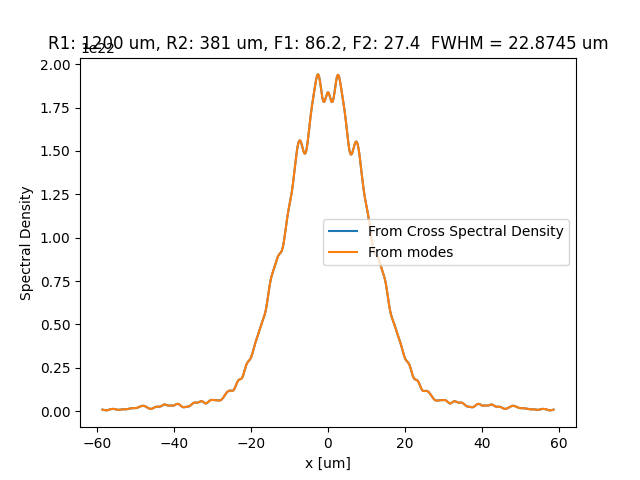 R1: 1200 um, R2: 381 um, F1: 86.2, F2: 27.4  FWHM = 22.8745 um
1e22
2.00
1.75
1.50
1.25
1.00
0.75
0.50
0.25
0.00
Spectral Density
From Cross Spectral Density
From modes
−60
−40
−20
0
20
40
60
x [um]